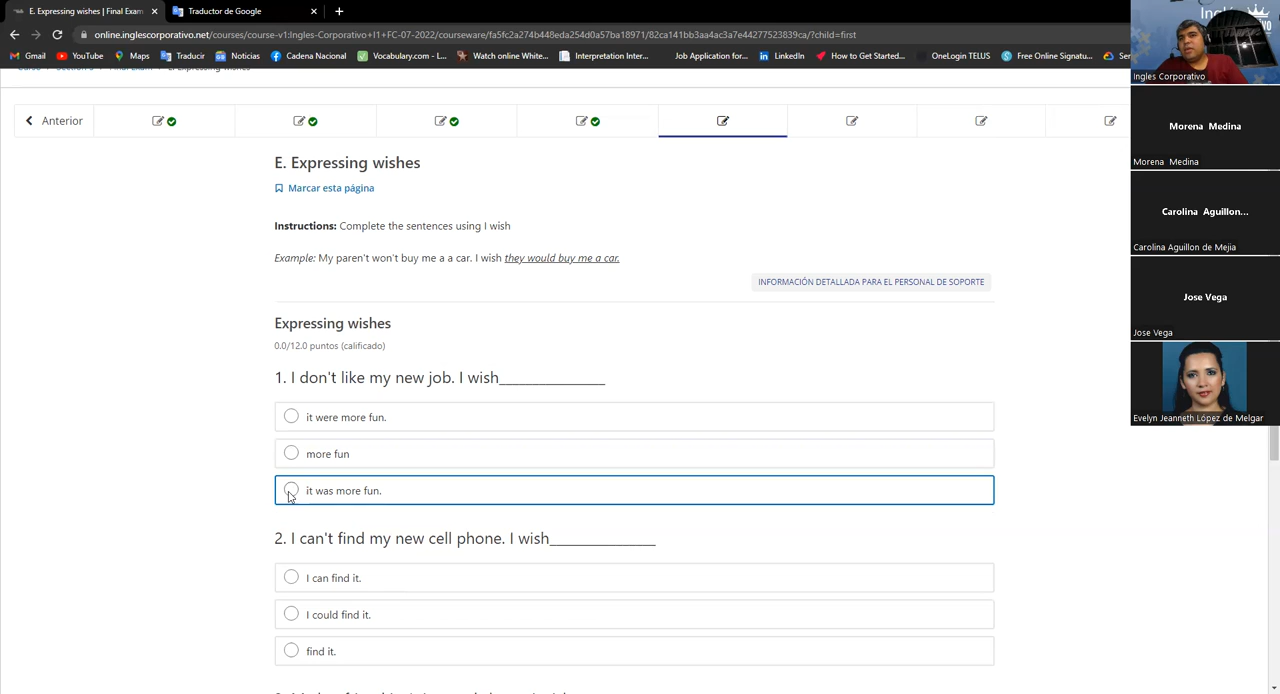 E. Expressing wishes | Final Exam
Traductor de Google
online.inglescorporativo.net/courses/course-v1:Ingles-Corporativo+I1+FC-07-2022/courseware/fa5fc2a274b448eda254d0a57ba18971/82ca141bb3aa4ac3a7e44277523839ca/?child=first
Gmail YouTube Maps Traducir Noticias Cadena Nacional Vocabulary.com - L... Watch online White... Interpretation Inter... Job Application for... LinkedIn How to Get Started... OneLogin TELUS Free Online Signatu... Ser
Anterior
E. Expressing wishes
Marcar esta página
Instructions: Complete the sentences using I wish
Example: My paren't won't buy me a a car. I wish they would buy me a car.
INFORMACIÓN DETALLADA PARA EL PERSONAL DE SOPORTE
Expressing wishes
0.0/12.0 puntos (calificado)
1. I don't like my new job. I wish_______________
it were more fun.
more fun
it was more fun.
2. I can't find my new cell phone. I wish_______________
I can find it.
I could find it.
find it.
Ingles Corporativo
Morena Medina
Morena Medina
Carolina Aguillon...
Carolina Aguillon de Mejia
Jose Vega
Jose Vega
Evelyn Jeanneth López de Melgar